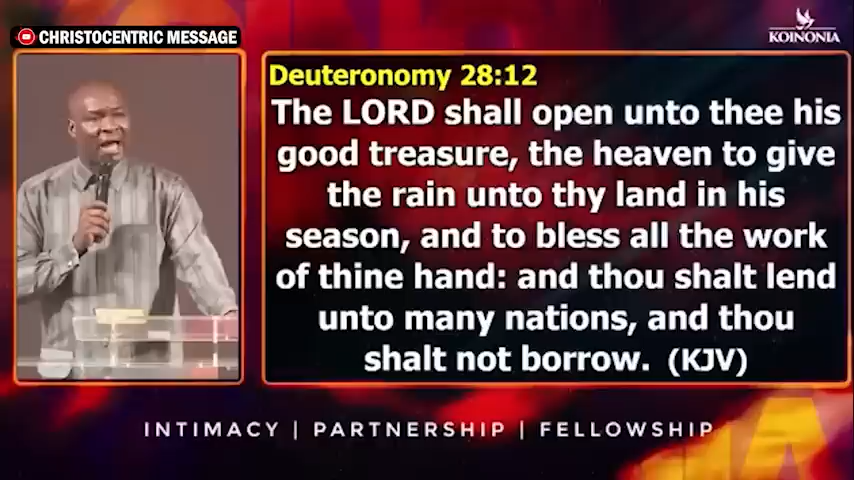 CHRISTOCENTRIC MESSAGE
KOINONIA
Deuteronomy 28:12
The LORD shall open unto thee his
good treasure, the heaven to give
the rain unto thy land in his
season, and to bless all the work
of thine hand: and thou shalt lend
unto many nations, and thou
shalt not borrow. (KJV)
INTIMACY | PARTNERSHIP | FELLOWSHIP